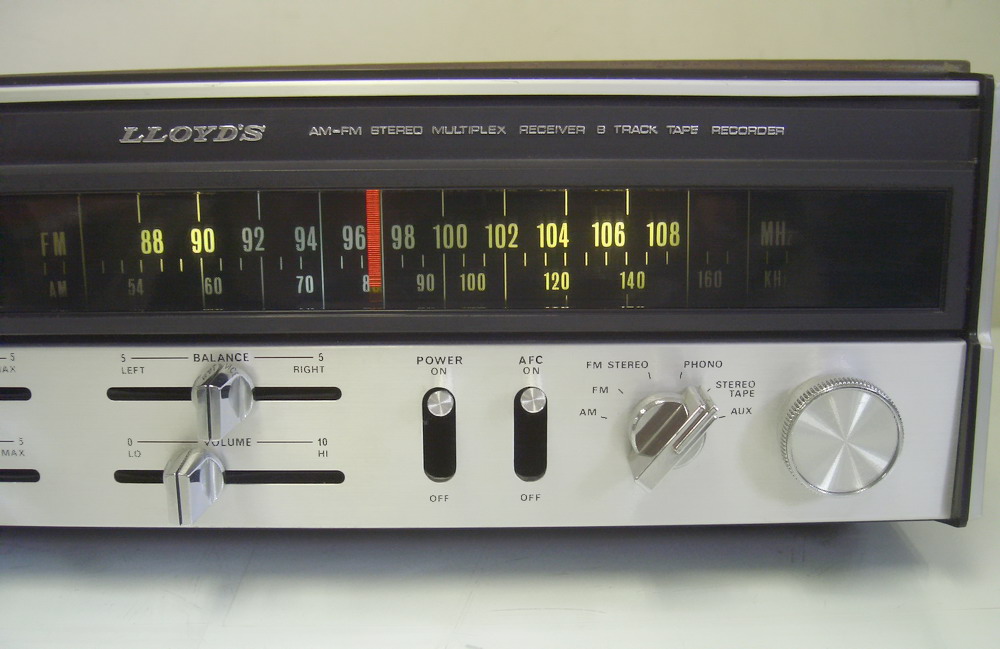 LLOYD'S AM-FM STEREO MULTIPLEX RECEIVER 8 TRACK TAPE RECORDER
FM 88 90 92 94 96 98 100 102 104 106 108 MHz
AM 54 60 70 8 90 100 120 140 160 KHz
5 5 BALANCE 5
MAX LEFT RIGHT
POWER
ON
AFC
ON
FM STEREO PHONO
FM STEREO
TAPE
AM AUX
5 0 VOLUME 10
MAX LO HI
OFF OFF